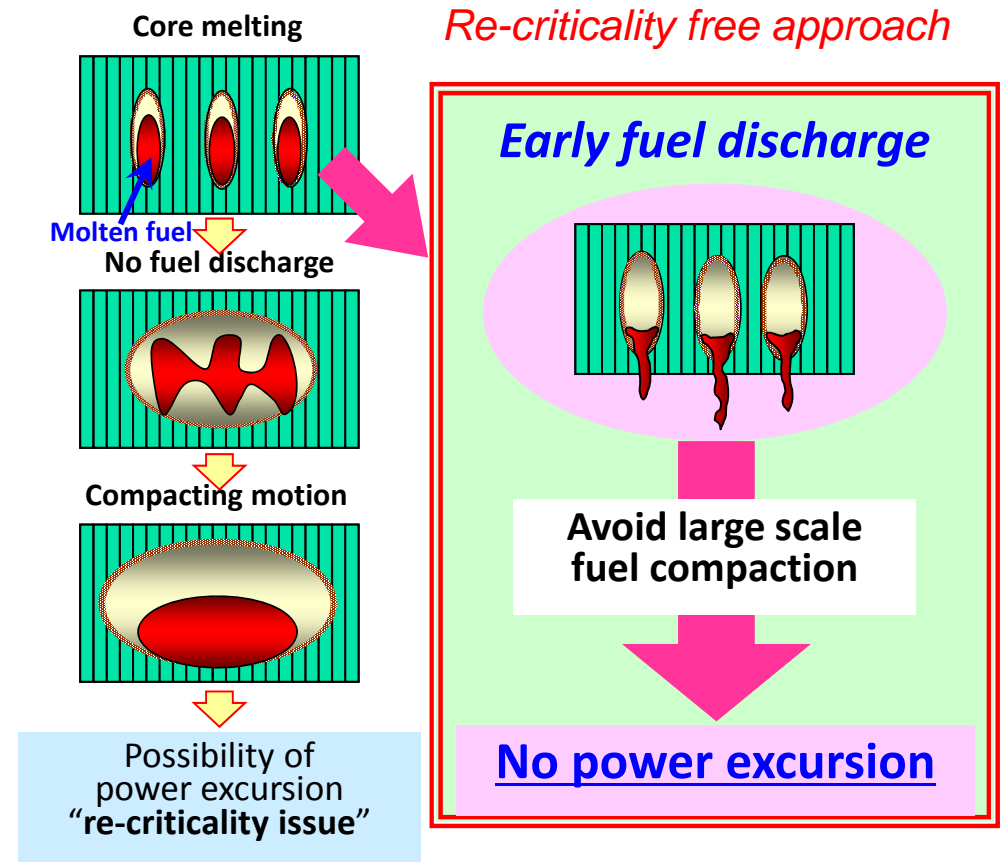 Core melting
Molten fuel
No fuel discharge
Compacting motion
Possibility of
power excursion
“re-criticality issue”
Re-criticality free approach
Early fuel discharge
Avoid large scale
fuel compaction
No power excursion